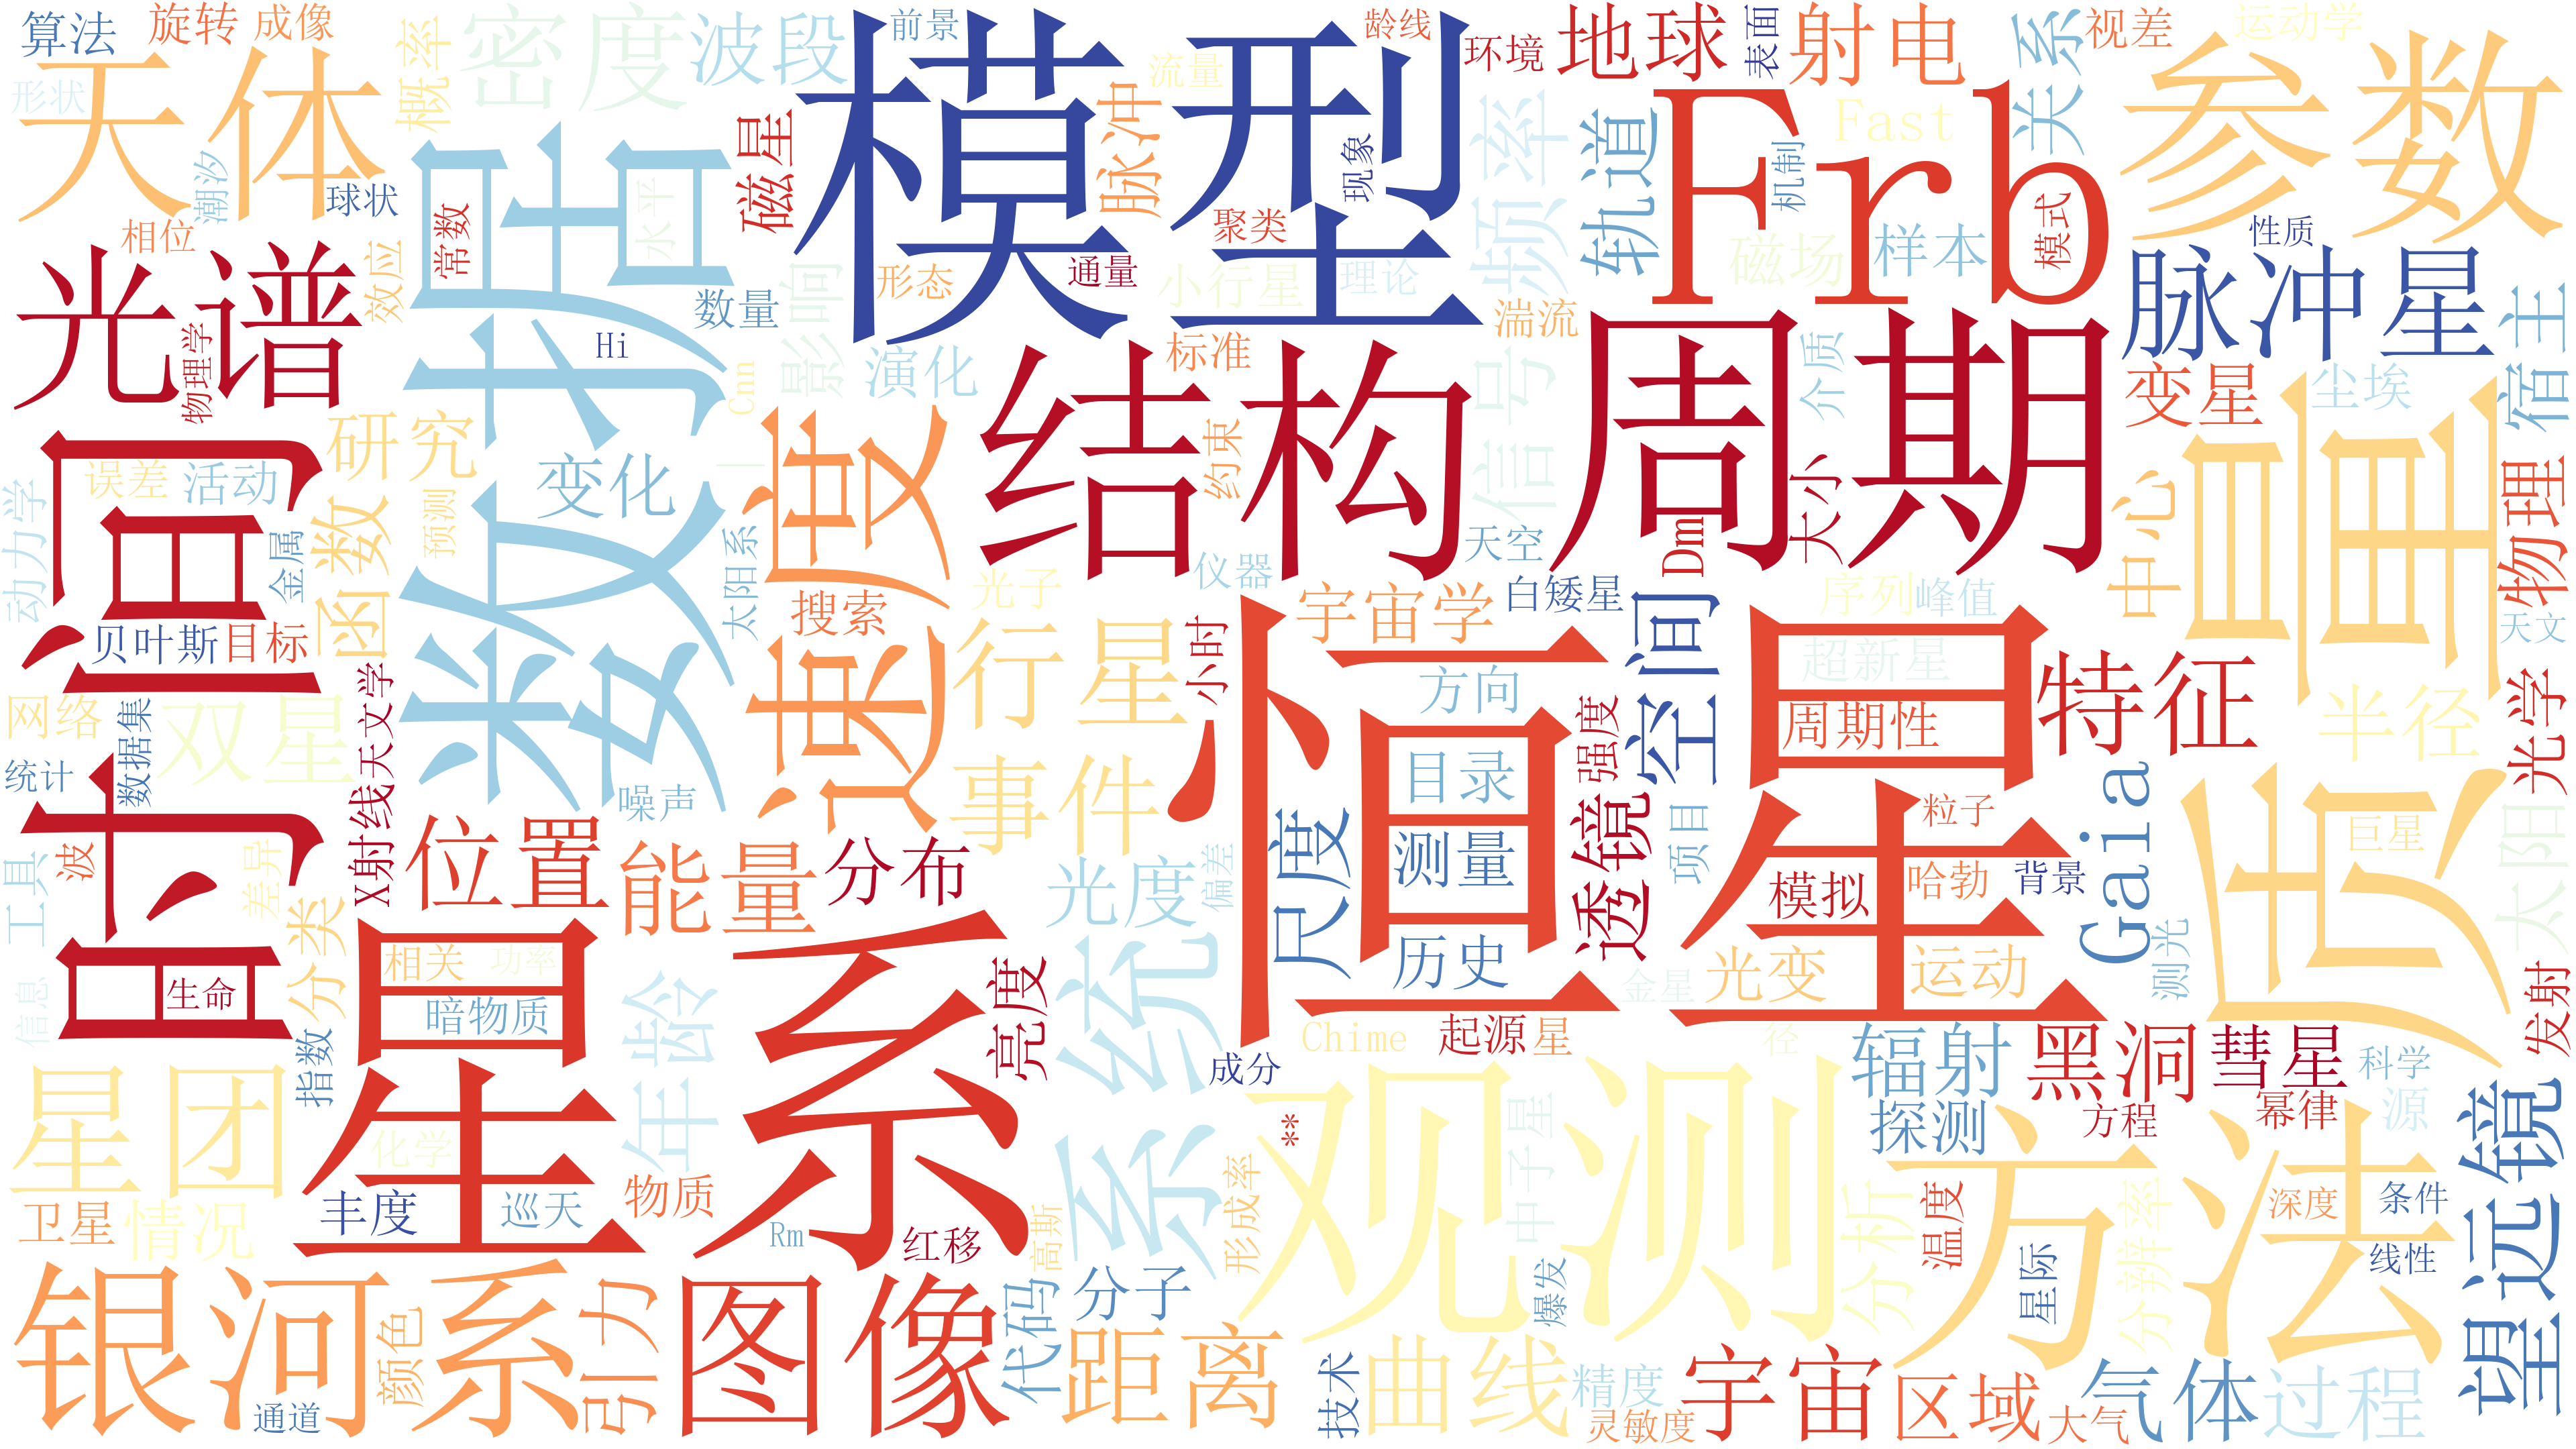 算法
旋转
成像
概率
密度
波段
前景
模型
龄线
环境
地球
表面
射电
关系
视差
运动学
形状
天体
潮汐
球状
相位
效应
常数
水平
数据
磁星
影响
数量
形态
通量
流量
脉冲
聚类
现象
小行星
理论
频率
湍流
轨道
Frb
机制
磁场
Fast
样本
模式
参数
性质
脉冲星
宿主
光谱
物理学
Hi
Cnn
演化
标准
约束
信号
结构
周期
介质
变星
尘埃
时间
误差
活动
研究
函数
变化
速度
一
动力学
金属
预测
太阳系
搜索
光子
仪器
天空
白矮星
Dm
大小
序列
峰值
中心
质量
物理
天文
贝叶斯
目标
网络
双星
数据集
统计
X射线天文学
噪声
行星
小时
事件
宇宙学
方向
恒星
目录
测量
尺度
历史
强度
透镜
空间
超新星
周期性
特征
半径
光学
项目
粒子
模拟
哈勃
背景
Gaia
巨星
太阳
波
工具
差异
分类
位置
能量
分布
光度
偏差
金星
光变
运动
测光
发射
生命
信息
相关
功率
暗物质
星系
年龄
亮度
系统
Chime
起源
星
径
成分
辐射
黑洞
彗星
科学
源
指数
星团
化学
丰度
巡天
物质
卫星
情况
Rm
红移
高斯
形成率
**
中子星
观测
探测
方程
幂律
方法
望远镜
分析
温度
星际
分辨率
深度
条件
线性
银河系
颜色
通道
引力
图像
代码
分子
距离
爆发
技术
曲线
精度
灵敏度
宇宙
区域
大气
气体
过程